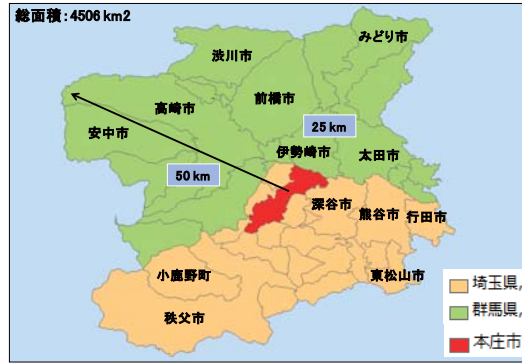 総面積：4506 km2
みどり市
渋川市
高崎市
前橋市
安中市
25 km
伊勢崎市
太田市
50 km
深谷市
熊谷市
行田市
小鹿野町
東松山市
秩父市
埼玉県
群馬県
本庄市